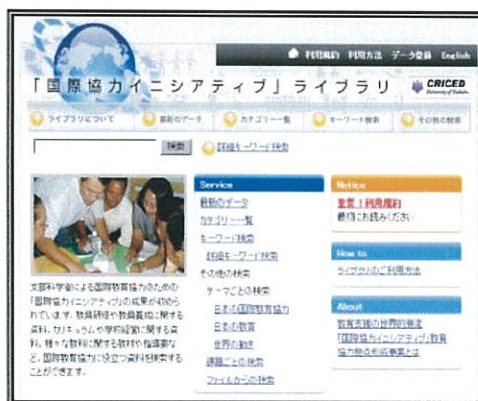 利用規約 利用方法 データ登録 English
「国際協力イニシアティブ」ライブラリ
CRICED
University of Tsukuba
ライブラリについて 最新のデータ カテゴリー一覧 キーワード検索 その他の検索
検索 詳細キーワード検索
文部科学省による国際教育協力のための
「国際協力イニシアティブ」の成果が収めら
れています。教員研修や教員養成に関する
資料、カリキュラムや学校経営に関する資
料、様々な教科に関する教材や指導案な
ど、国際教育協力に役立つ資料を検索する
ことができます。
Service
最新のデータ
カテゴリー一覧
キーワード検索
詳細キーワード検索
その他の検索
テーマごとの検索
日本の国際教育協力
日本の教育
世界の動き
課題ごとの検索
ファイルからの検索
Notice
重要！利用規約
最初にお読みください
How to
ライブラリのご利用方法
About
教育支援の世界的潮流
「国際協力イニシアティブ」教育
協力拠点形成事業とは